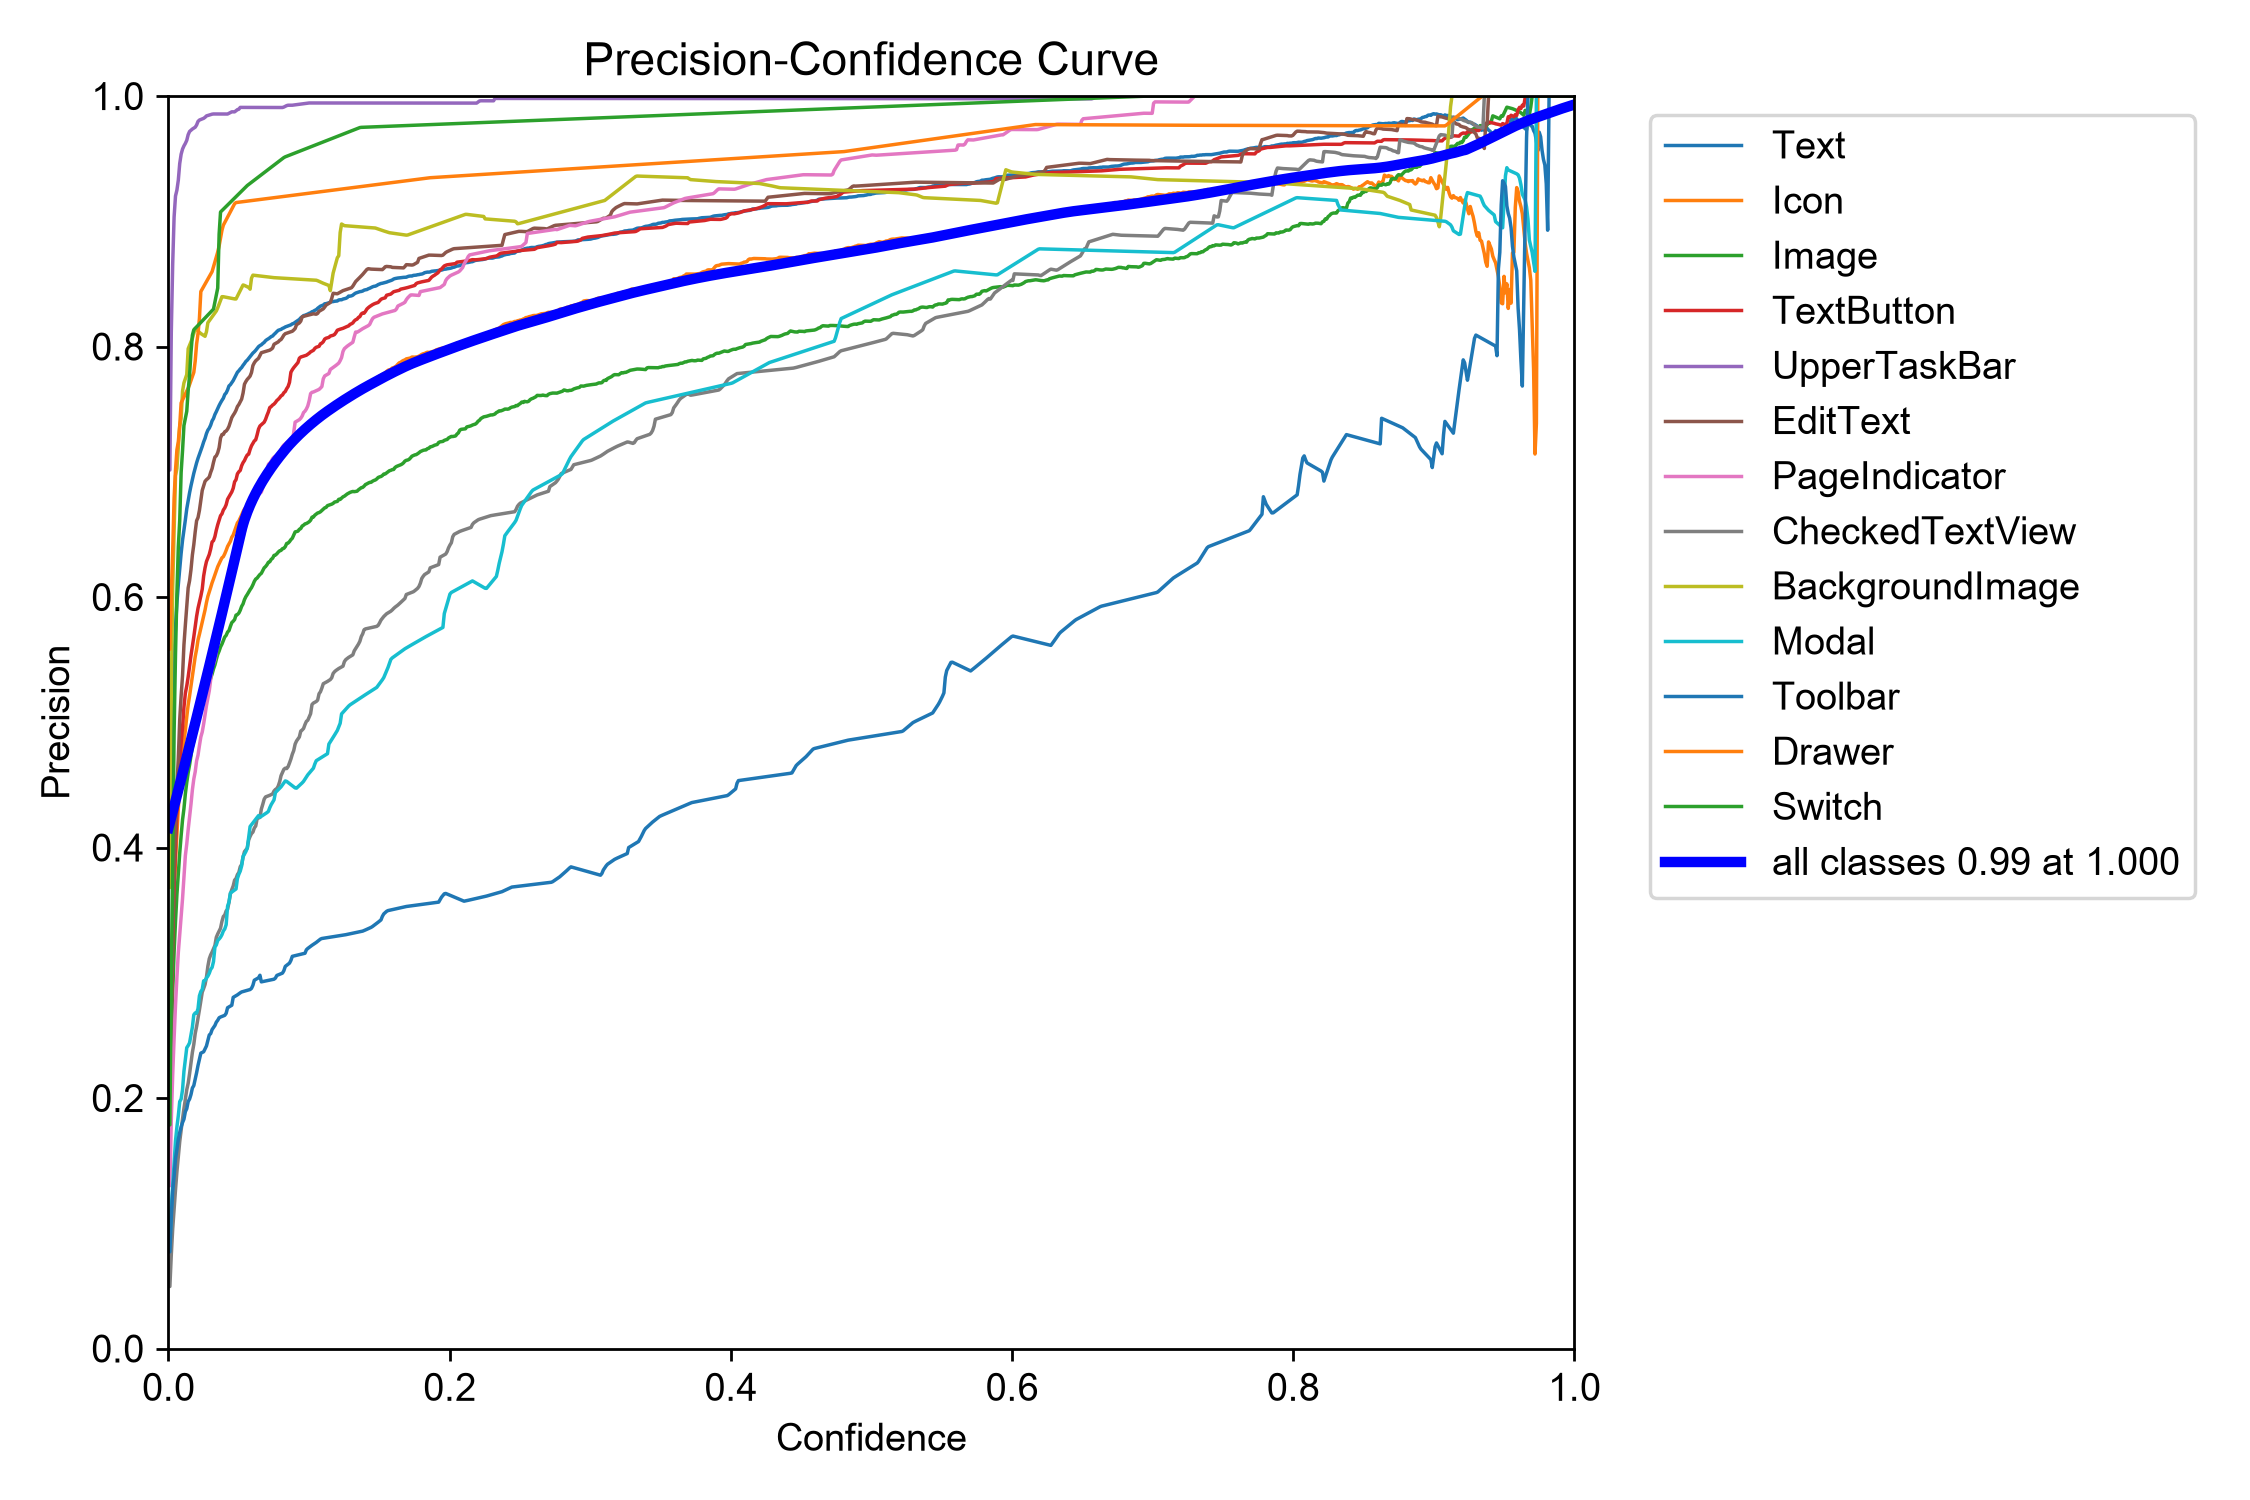 Precision-Confidence Curve
1.0
0.8
0.6
0.4
0.2
0.0
Precision
0.0 0.2 0.4 0.6 0.8 1.0
Confidence
Text
Icon
Image
TextButton
UpperTaskBar
EditText
PageIndicator
CheckedTextView
BackgroundImage
Modal
Toolbar
Drawer
Switch
all classes 0.99 at 1.000